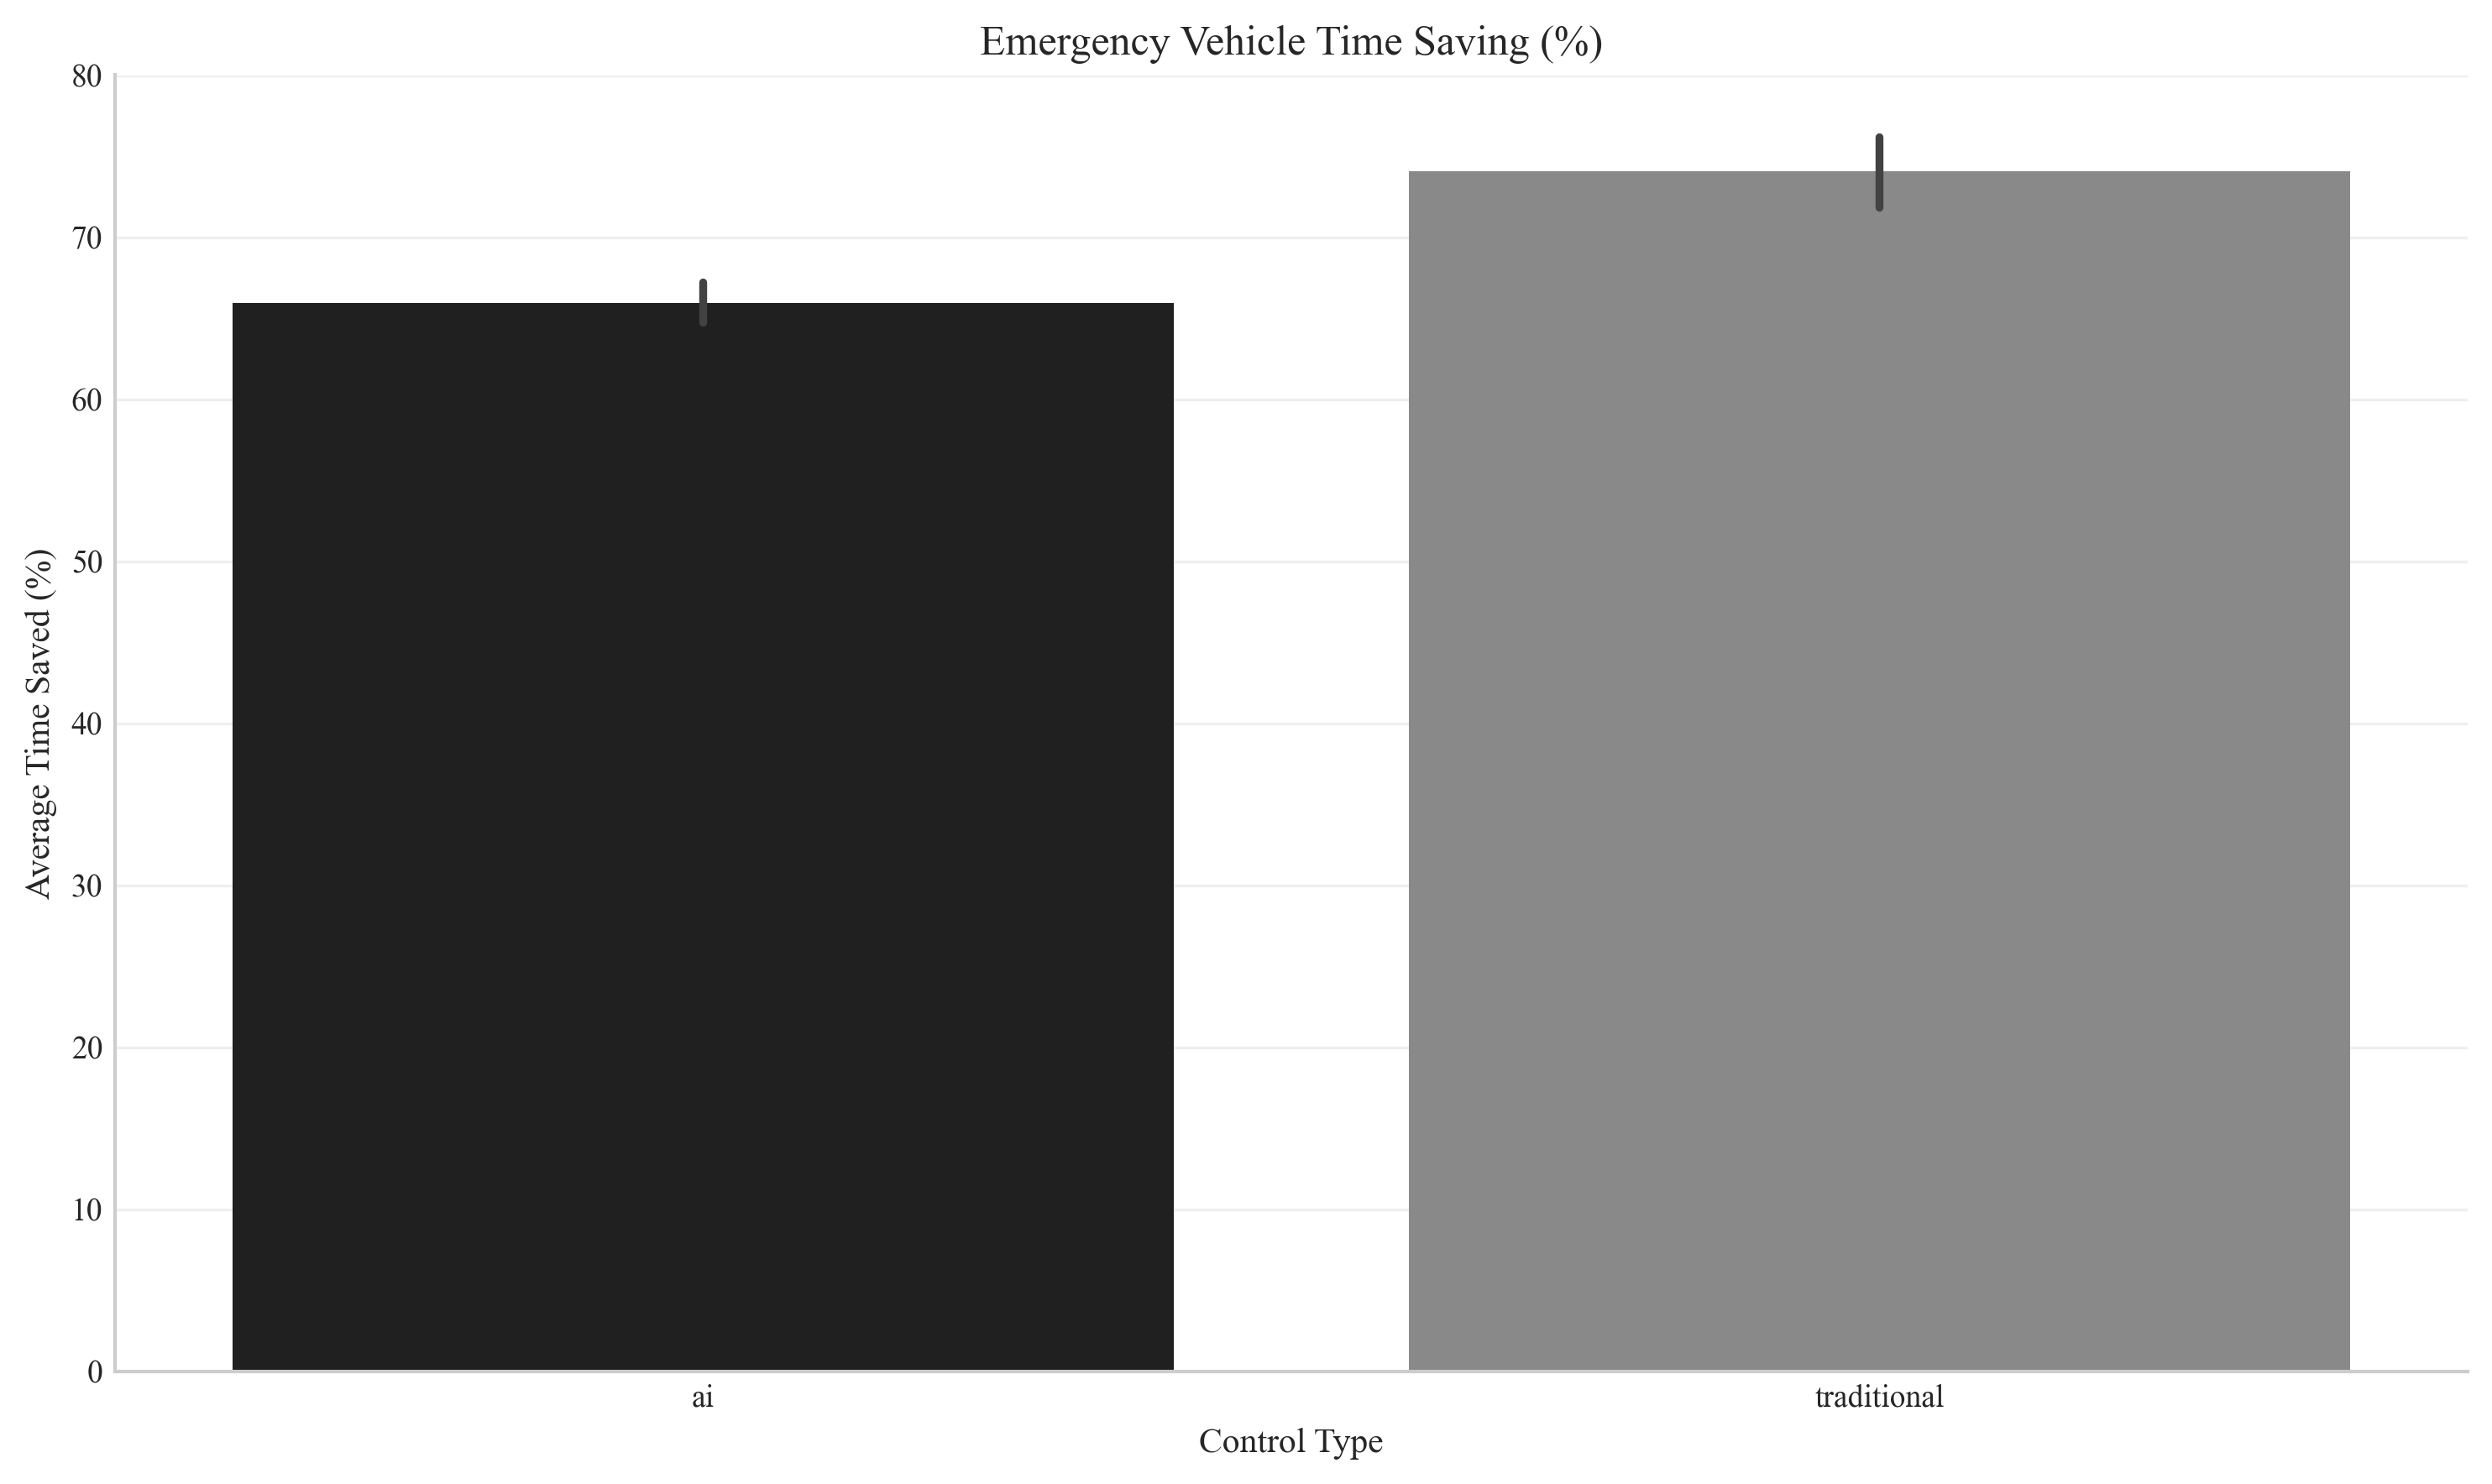 Emergency Vehicle Time Saving (%)
80
70
60
50
40
30
20
10
0
Average Time Saved (%)
ai
traditional
Control Type